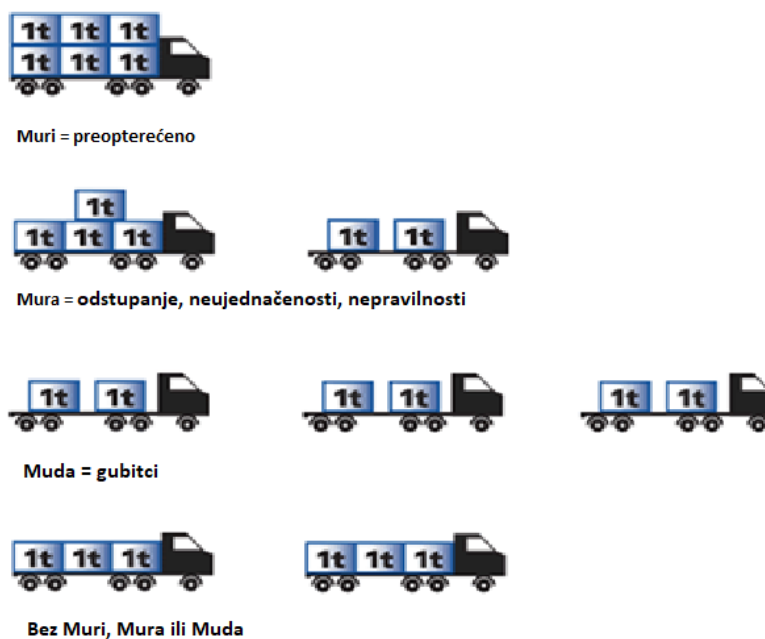 1t 1t 1t
1t 1t 1t
Muri = preopterećeno
1t
1t 1t 1t 1t 1t
Mura = odstupanje, neujednačenosti, nepravilnosti
1t 1t 1t 1t 1t 1t
Muda = gubitci
1t 1t 1t 1t 1t 1t
Bez Muri, Mura ili Muda